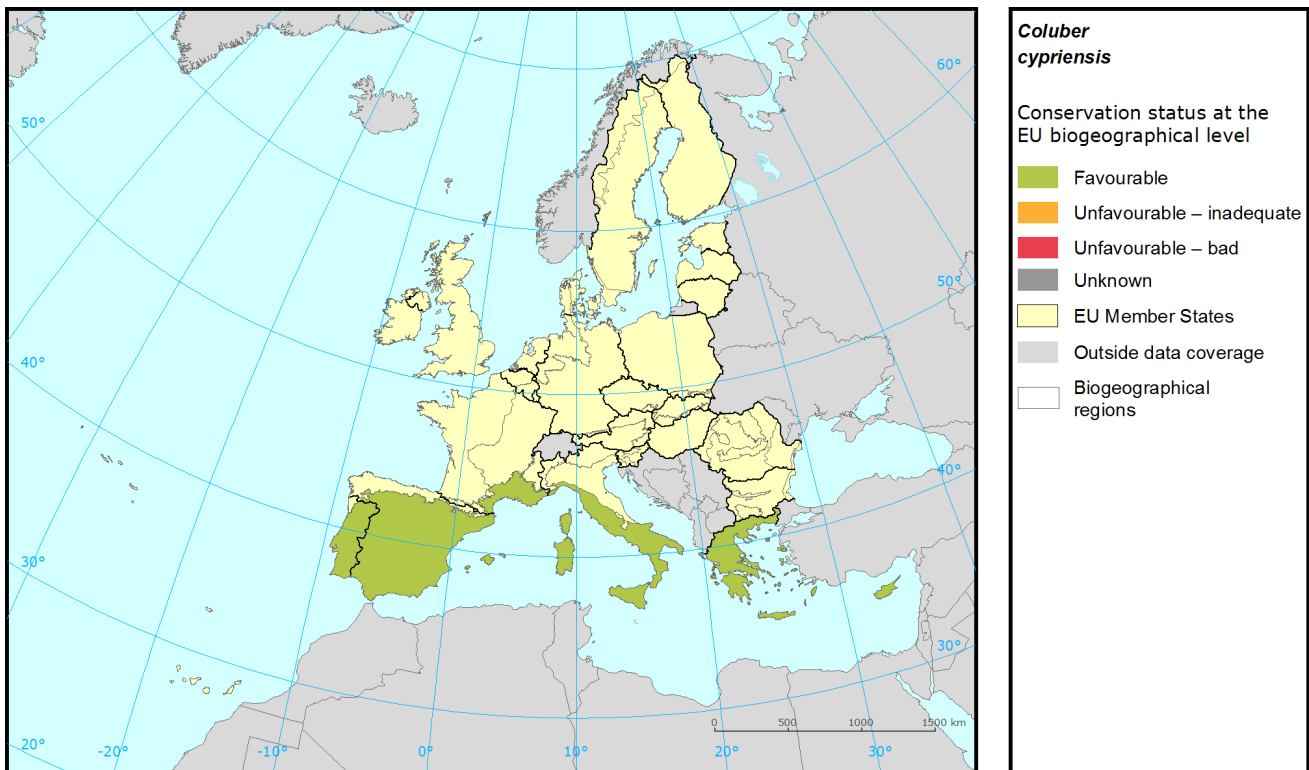 60°
50°
50°
40°
40°
30°
30°
20°
-20°
-10°
0°
10°
20°
30°
0 500 1000 1500 km
Coluber
cypriensis
Conservation status at the
EU biogeographical level
Favourable
Unfavourable – inadequate
Unfavourable – bad
Unknown
EU Member States
Outside data coverage
Biogeographical
regions